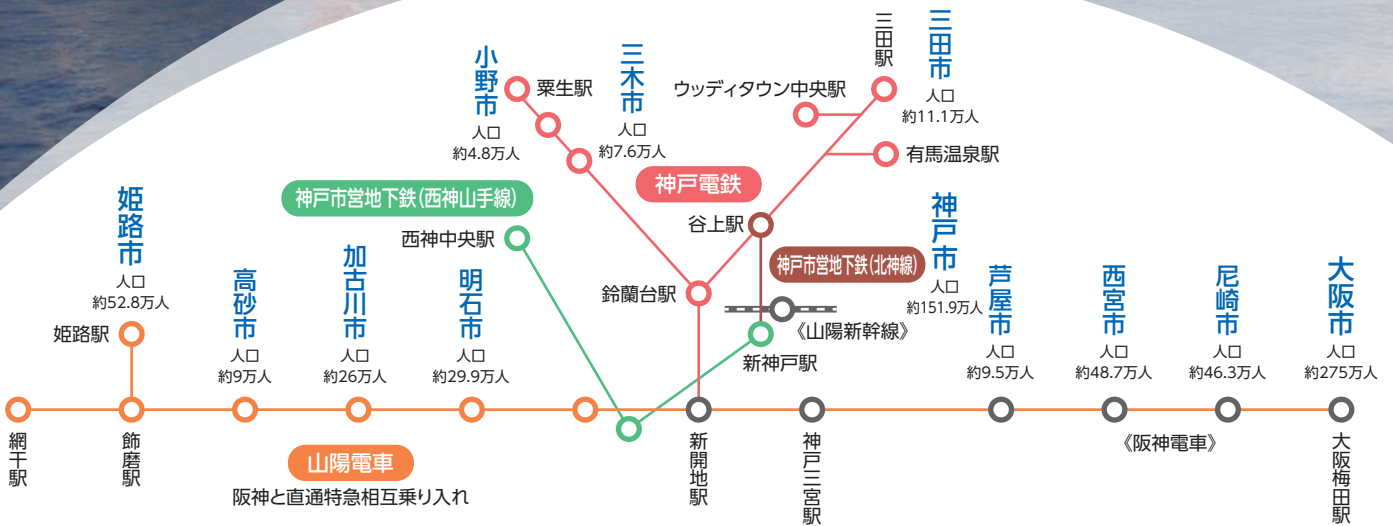 三田駅
三田市
人口
約11.1万人
小野市
人口
約4.8万人
粟生駅
三木市
人口
約7.6万人
ウッディタウン中央駅
有馬温泉駅
神戸電鉄
神戸市営地下鉄(西神山手線)
西神中央駅
谷上駅
神戸市営地下鉄(北神線)
神戸市
人口
約151.9万人
鈴蘭台駅
《山陽新幹線》
新神戸駅
姫路市
人口
約52.8万人
姫路駅
高砂市
人口
約9万人
加古川市
人口
約26万人
明石市
人口
約29.9万人
芦屋市
人口
約9.5万人
西宮市
人口
約48.7万人
尼崎市
人口
約46.3万人
大阪市
人口
約275万人
網干駅
飾磨駅
山陽電車
阪神と直通特急相互乗り入れ
新開地駅
神戸三宮駅
《阪神電車》
大阪梅田駅